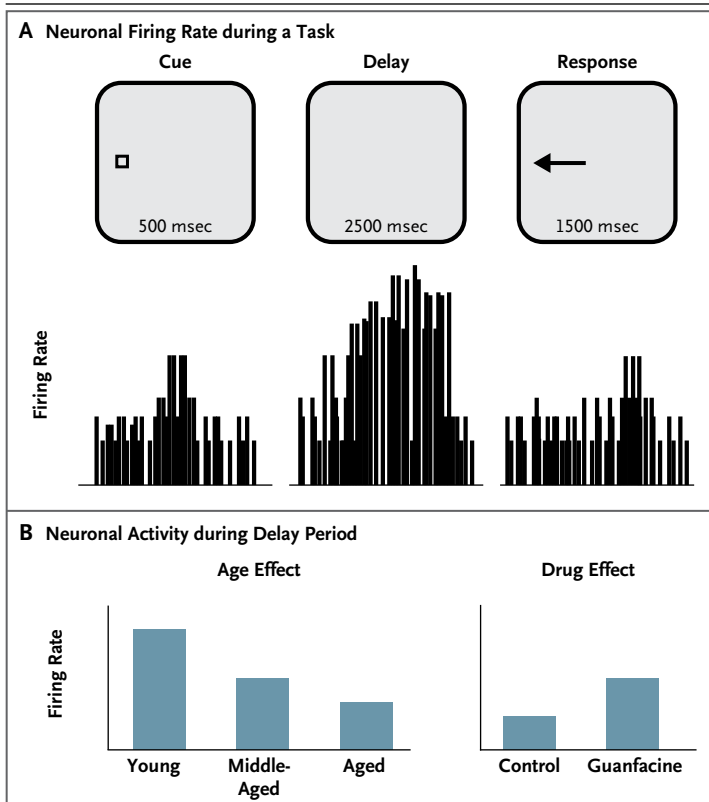 A Neuronal Firing Rate during a Task
Cue
Delay
Response
500 msec
2500 msec
1500 msec
Firing Rate
B Neuronal Activity during Delay Period
Age Effect
Drug Effect
Firing Rate
Young
Middle-
Aged
Aged
Control
Guanfacine